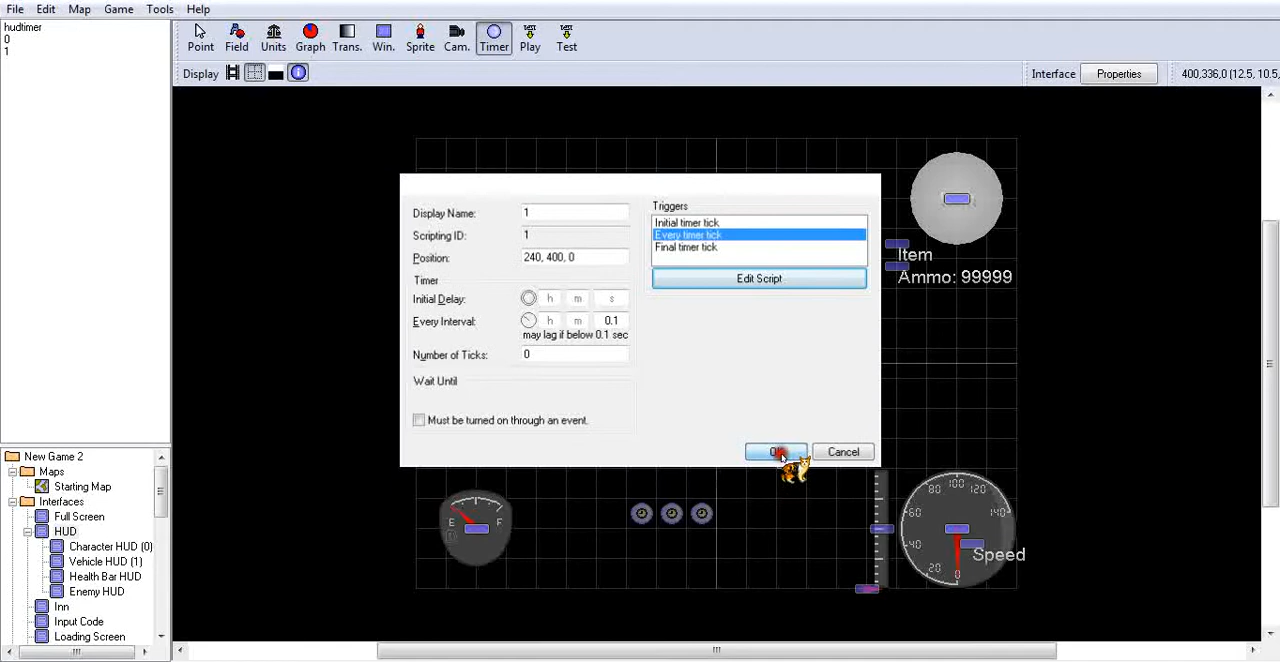 File Edit Map Game Tools Help
hudtimer
0
1
Point Field Units Graph Trans. Win. Sprite Cam. Timer Play Test
Display
Interface Properties 400,336,0 (12.5, 10.5,
Display Name: 1
Scripting ID: 1
Position: 240, 400, 0
Timer
Initial Delay: h m s
Every Interval: h m 0.1
may lag if below 0.1 sec
Number of Ticks: 0
Wait Until
Must be turned on through an event.
Triggers
Initial timer tick
Every timer tick
Final timer tick
Edit Script
Cancel
Item
Ammo: 99999
New Game 2
Maps
Starting Map
Interfaces
Full Screen
HUD
Character HUD (0)
Vehicle HUD (1)
Health Bar HUD
Enemy HUD
Inn
Input Code
Loading Screen
E F
0 20 40 60 80 100 120 140
Speed